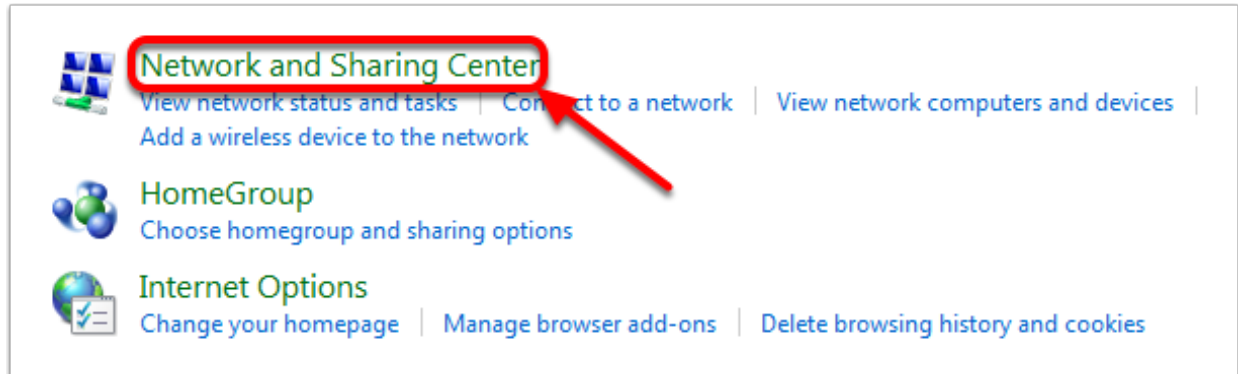 Network and Sharing Center
View network status and tasks | Connect to a network | View network computers and devices |
Add a wireless device to the network
HomeGroup
Choose homegroup and sharing options
Internet Options
Change your homepage | Manage browser add-ons | Delete browsing history and cookies